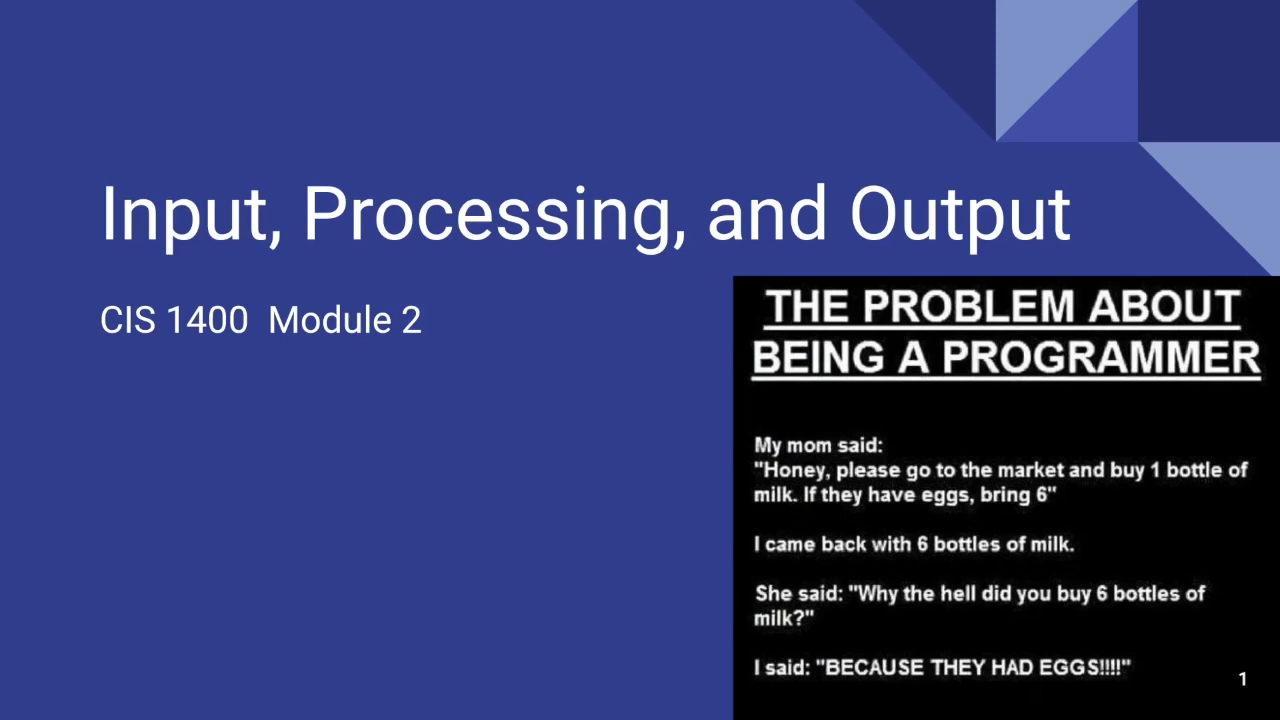 Input, Processing, and Output
CIS 1400  Module 2
THE PROBLEM ABOUT
BEING A PROGRAMMER
My mom said:
"Honey, please go to the market and buy 1 bottle of
milk. If they have eggs, bring 6"
I came back with 6 bottles of milk.
She said: "Why the hell did you buy 6 bottles of
milk?"
I said: "BECAUSE THEY HAD EGGS!!!!"
1